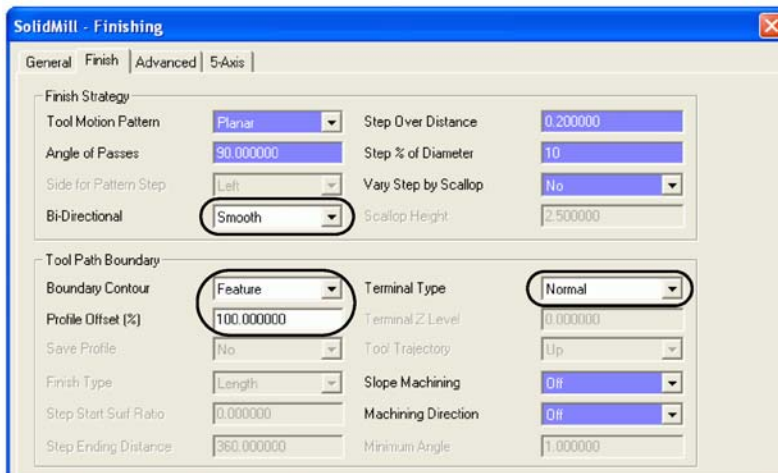 SolidMill - Finishing
General Finish Advanced 5-Axis
Finish Strategy
Tool Motion Pattern Planar Step Over Distance 0.200000
Angle of Passes 90.000000 Step % of Diameter 10
Side for Pattern Step Left Vary Step by Scallop No
Bi-Directional Smooth Scallop Height 2.500000
Tool Path Boundary
Boundary Contour Feature Terminal Type Normal
Profile Offset (%) 100.000000 Terminal Z Level 0.000000
Save Profile No Tool Trajectory Up
Finish Type Length Slope Machining Off
Step Start Surf Ratio 0.000000 Machining Direction Off
Step Ending Distance 360.000000 Minimum Angle 1.000000